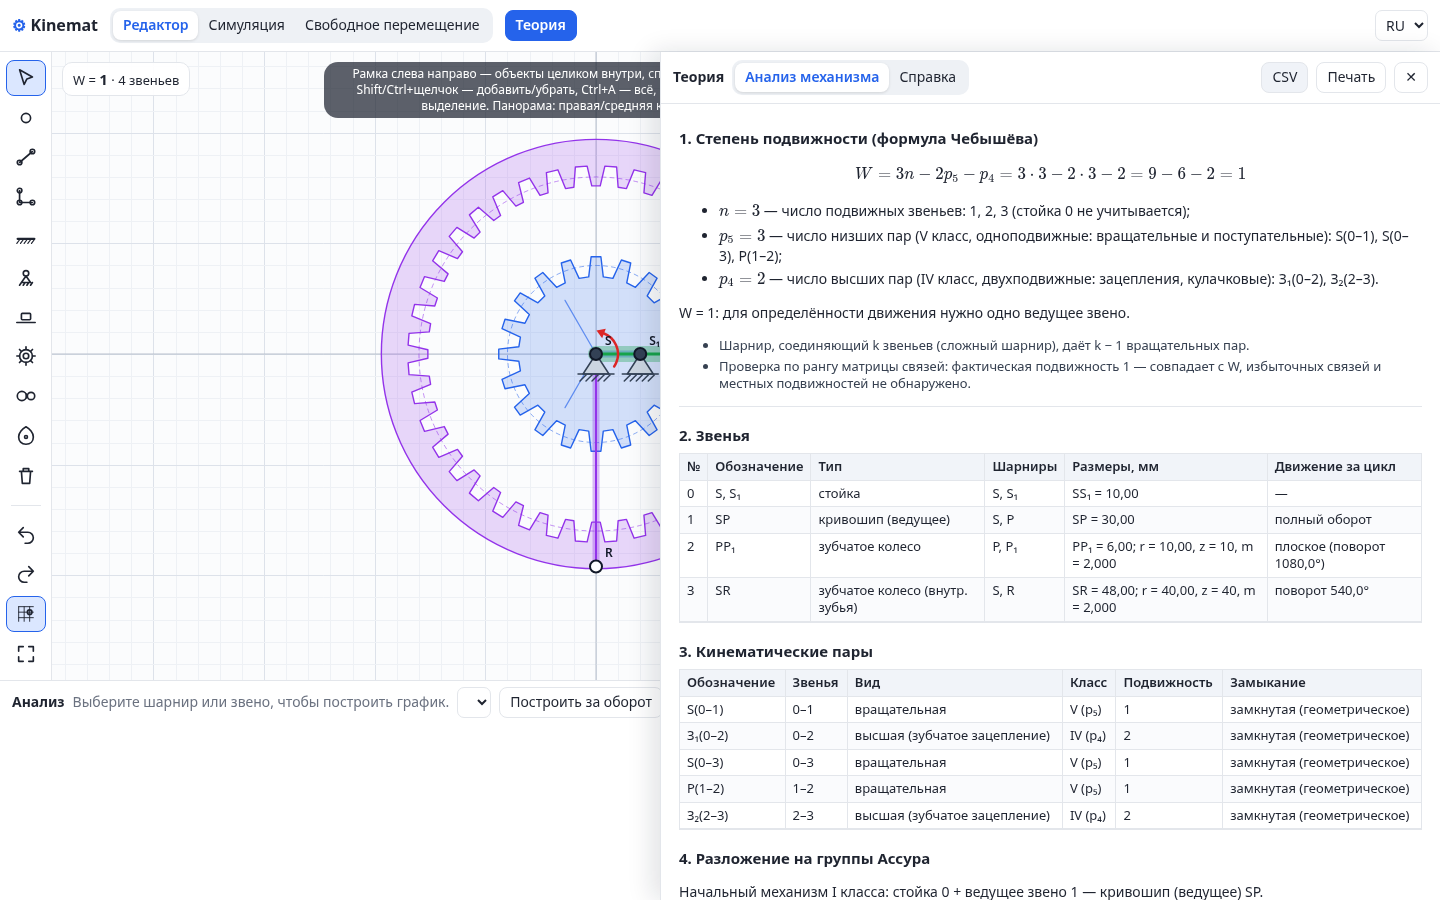 Kinemat Редактор Симуляция Свободное перемещение Теория RU
W = 1 · 4 звеньев
Рамка слева направо — объекты целиком внутри, сп
Shift/Ctrl+щелчок — добавить/убрать, Ctrl+A — всё,
выделение. Панорама: правая/средняя к
S
S₁
R
Анализ Выберите шарнир или звено, чтобы построить график. Построить за оборот
Теория Анализ механизма Справка CSV Печать ✕
1. Степень подвижности (формула Чебышёва)
W = 3n − 2p₅ − p₄ = 3 · 3 − 2 · 3 − 2 = 9 − 6 − 2 = 1
• n = 3 — число подвижных звеньев: 1, 2, 3 (стойка 0 не учитывается);
• p₅ = 3 — число низших пар (V класс, одноподвижные: вращательные и поступательные): S(0–1), S(0–
3), P(1–2);
• p₄ = 2 — число высших пар (IV класс, двухподвижные: зацепления, кулачковые): З₁(0–2), З₂(2–3).
W = 1: для определённости движения нужно одно ведущее звено.
• Шарнир, соединяющий k звеньев (сложный шарнир), даёт k − 1 вращательных пар.
• Проверка по рангу матрицы связей: фактическая подвижность 1 — совпадает с W, избыточных связей и
местных подвижностей не обнаружено.
2. Звенья
№ Обозначение Тип Шарниры Размеры, мм Движение за цикл
0 S, S₁ стойка S, S₁ SS₁ = 10,00 —
1 SP кривошип (ведущее) S, P SP = 30,00 полный оборот
2 PP₁ зубчатое колесо P, P₁ PP₁ = 6,00; r = 10,00, z = 10, m
= 2,000 плоское (поворот
1080,0°)
3 SR зубчатое колесо (внутр.
зубья) S, R SR = 48,00; r = 40,00, z = 40, m
= 2,000 поворот 540,0°
3. Кинематические пары
Обозначение Звенья Вид Класс Подвижность Замыкание
S(0–1) 0–1 вращательная V (p₅) 1 замкнутая (геометрическое)
З₁(0–2) 0–2 высшая (зубчатое зацепление) IV (p₄) 2 замкнутая (геометрическое)
S(0–3) 0–3 вращательная V (p₅) 1 замкнутая (геометрическое)
P(1–2) 1–2 вращательная V (p₅) 1 замкнутая (геометрическое)
З₂(2–3) 2–3 высшая (зубчатое зацепление) IV (p₄) 2 замкнутая (геометрическое)
4. Разложение на группы Ассура
Начальный механизм I класса: стойка 0 + ведущее звено 1 — кривошип (ведущее) SP.